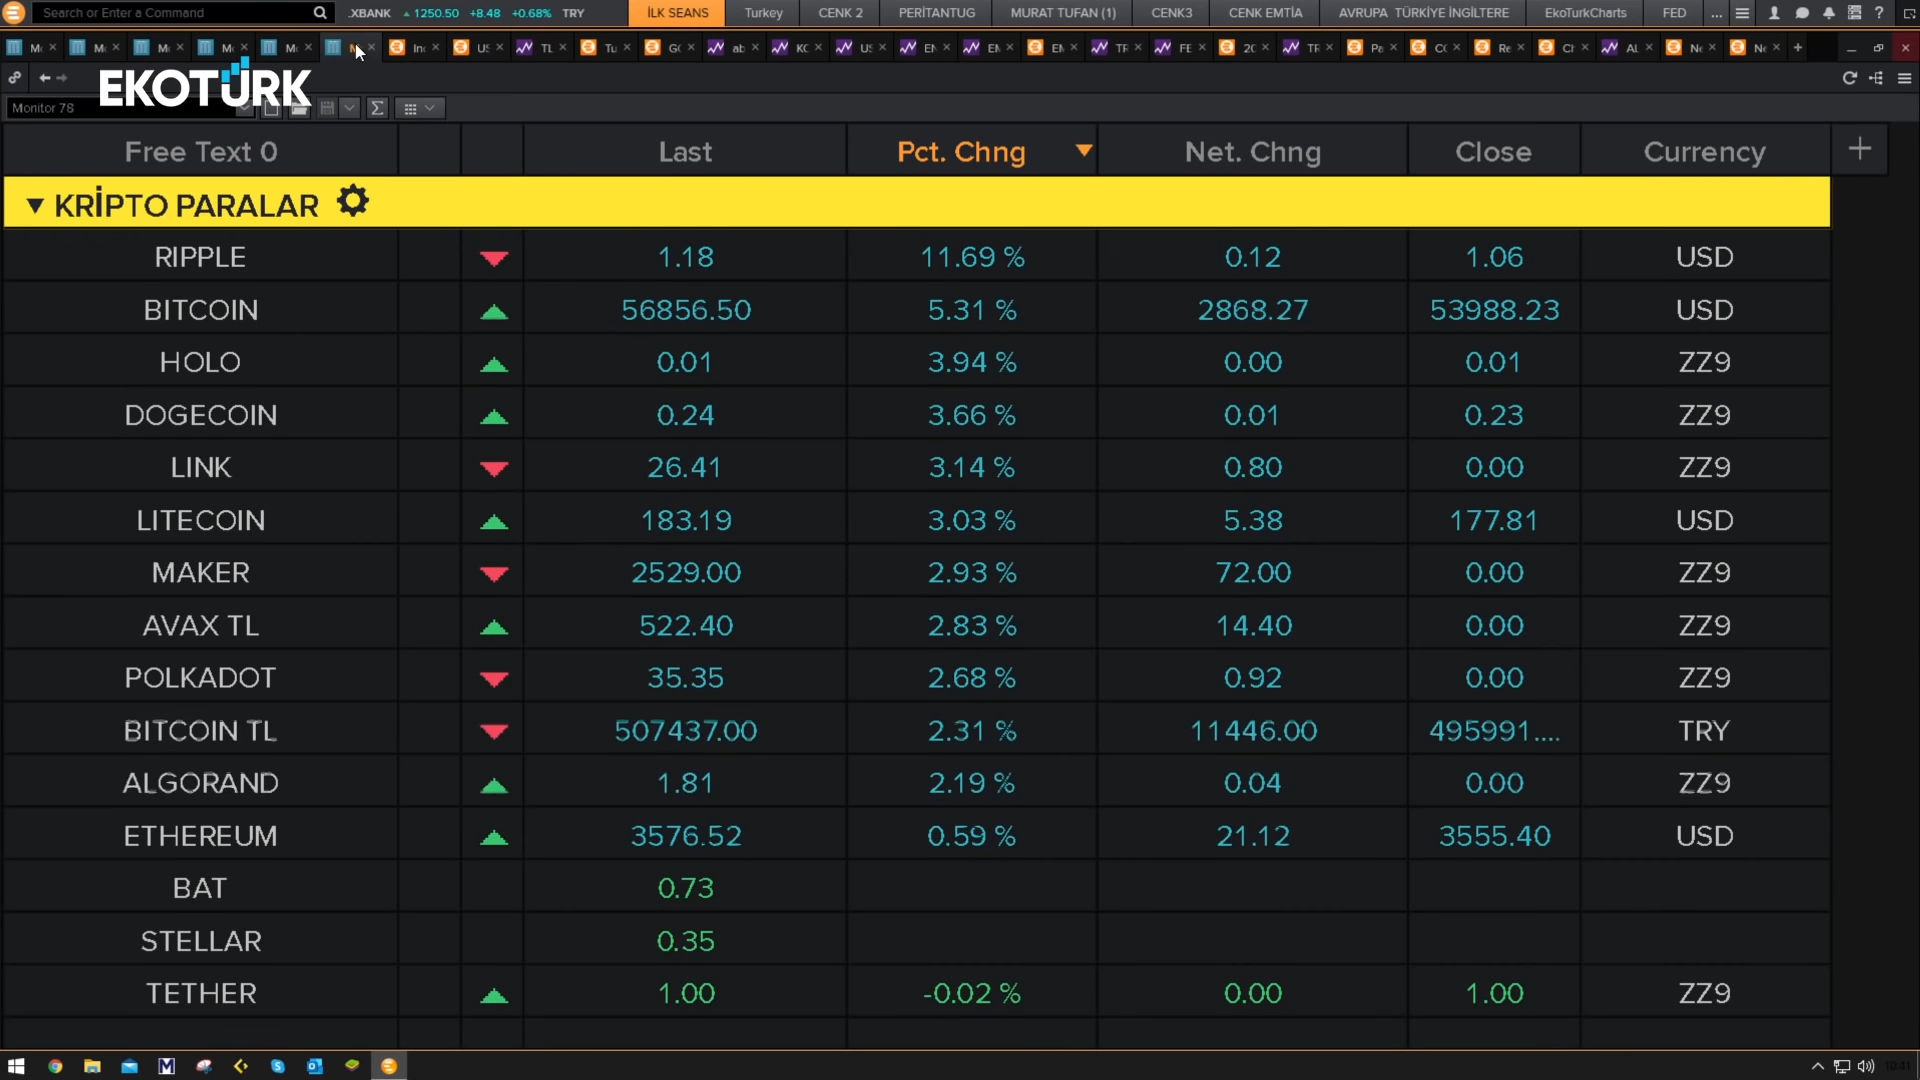 Search or Enter a Command .XBANK 1250.50 +8.48 +0.68% TRY İLK SEANS Turkey CENK 2 PERİTANTUG MURAT TUFAN (1) CENK3 CENK EMTİA AVRUPA TÜRKİYE İNGİLTERE EkoTurkCharts FED ... ?
EKOTÜRK
Monitor 78
Free Text 0 Last Pct. Chng Net. Chng Close Currency +
KRİPTO PARALAR
RIPPLE 1.18 11.69 % 0.12 1.06 USD
BITCOIN 56856.50 5.31 % 2868.27 53988.23 USD
HOLO 0.01 3.94 % 0.00 0.01 ZZ9
DOGECOIN 0.24 3.66 % 0.01 0.23 ZZ9
LINK 26.41 3.14 % 0.80 0.00 ZZ9
LITECOIN 183.19 3.03 % 5.38 177.81 USD
MAKER 2529.00 2.93 % 72.00 0.00 ZZ9
AVAX TL 522.40 2.83 % 14.40 0.00 ZZ9
POLKADOT 35.35 2.68 % 0.92 0.00 ZZ9
BITCOIN TL 507437.00 2.31 % 11446.00 495991.... TRY
ALGORAND 1.81 2.19 % 0.04 0.00 ZZ9
ETHEREUM 3576.52 0.59 % 21.12 3555.40 USD
BAT 0.73
STELLAR 0.35
TETHER 1.00 -0.02 % 0.00 1.00 ZZ9